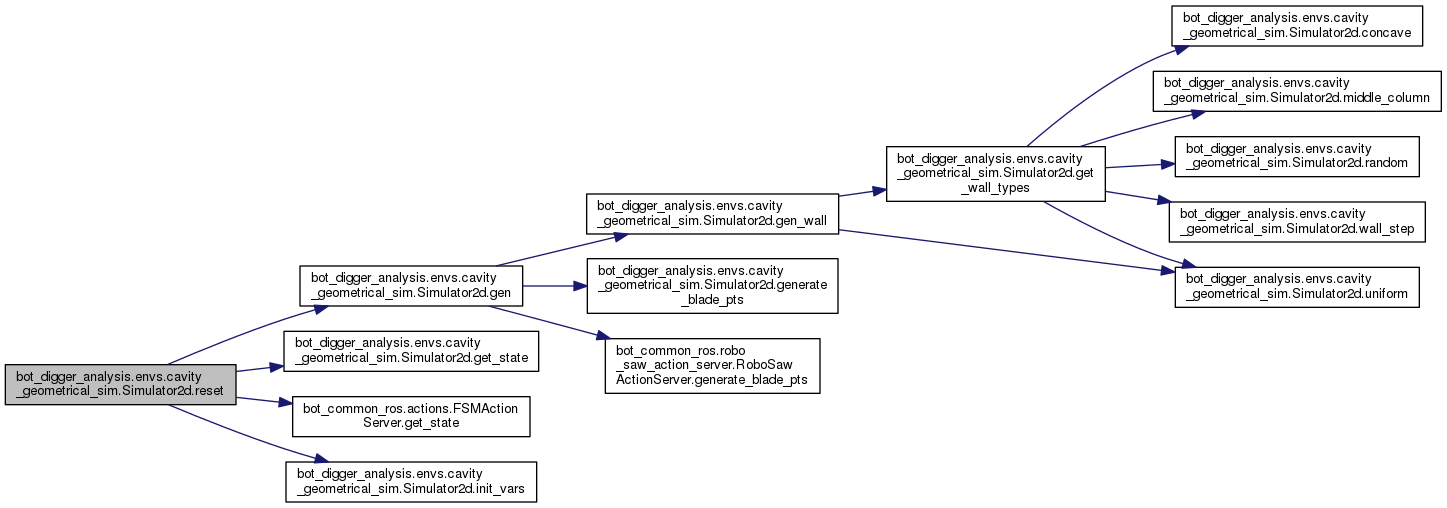 bot_digger_analysis.envs.cavity
_geometrical_sim.Simulator2d.concave
bot_digger_analysis.envs.cavity
_geometrical_sim.Simulator2d.middle_column
bot_digger_analysis.envs.cavity
_geometrical_sim.Simulator2d.random
bot_digger_analysis.envs.cavity
_geometrical_sim.Simulator2d.get
_wall_types
bot_digger_analysis.envs.cavity
_geometrical_sim.Simulator2d.wall_step
bot_digger_analysis.envs.cavity
_geometrical_sim.Simulator2d.gen_wall
bot_digger_analysis.envs.cavity
_geometrical_sim.Simulator2d.uniform
bot_digger_analysis.envs.cavity
_geometrical_sim.Simulator2d.gen
bot_digger_analysis.envs.cavity
_geometrical_sim.Simulator2d.generate
_blade_pts
bot_digger_analysis.envs.cavity
_geometrical_sim.Simulator2d.get_state
bot_common_ros.robo
_saw_action_server.RoboSaw
ActionServer.generate_blade_pts
bot_digger_analysis.envs.cavity
_geometrical_sim.Simulator2d.reset
bot_common_ros.actions.FSMAction
Server.get_state
bot_digger_analysis.envs.cavity
_geometrical_sim.Simulator2d.init_vars